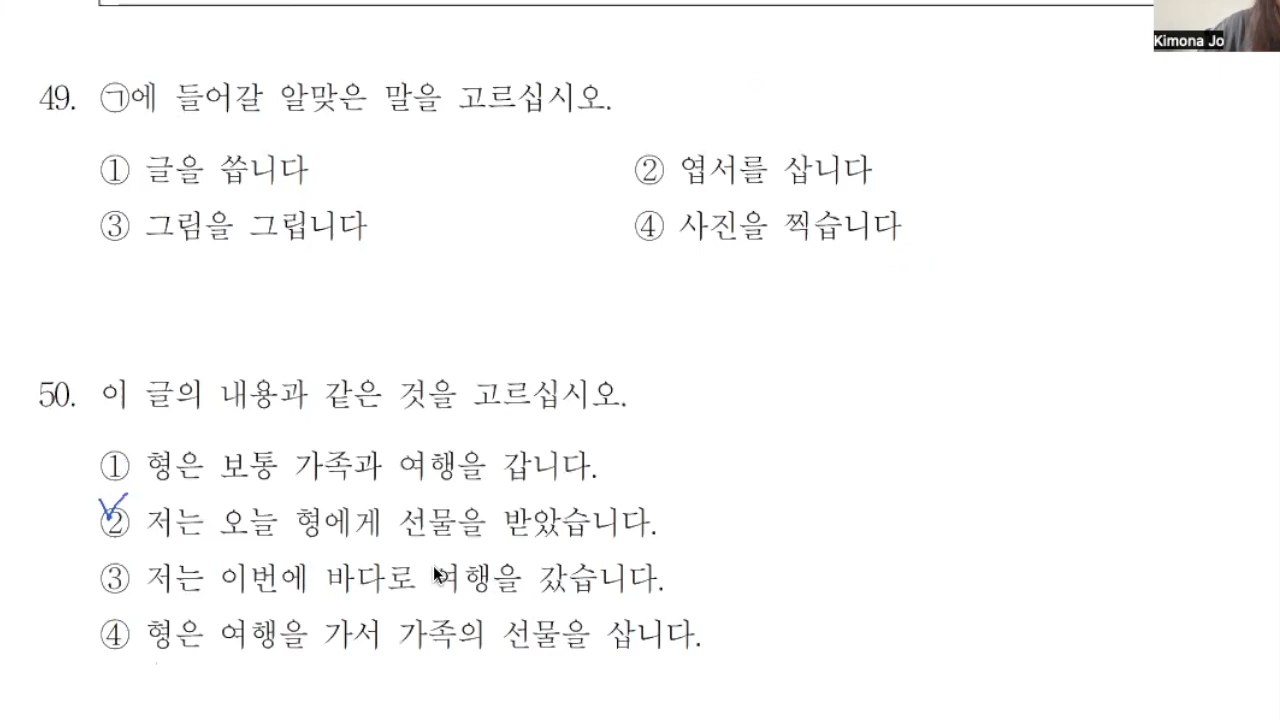 Kimona Jo
49. ㉠에 들어갈 알맞은 말을 고르십시오.
① 글을 씁니다 ② 엽서를 삽니다
③ 그림을 그립니다 ④ 사진을 찍습니다
50. 이 글의 내용과 같은 것을 고르십시오.
① 형은 보통 가족과 여행을 갑니다.
② 저는 오늘 형에게 선물을 받았습니다.
③ 저는 이번에 바다로 여행을 갔습니다.
④ 형은 여행을 가서 가족의 선물을 삽니다.